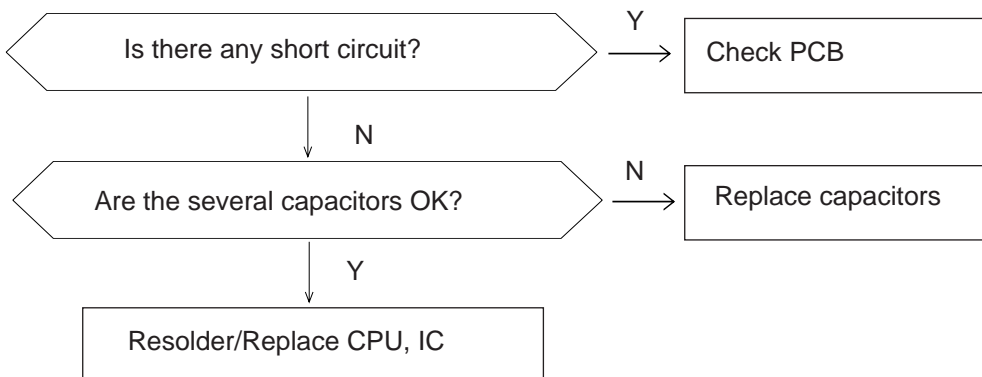 Is there any short circuit?
Y
Check PCB
N
Are the several capacitors OK?
N
Replace capacitors
Y
Resolder/Replace CPU, IC